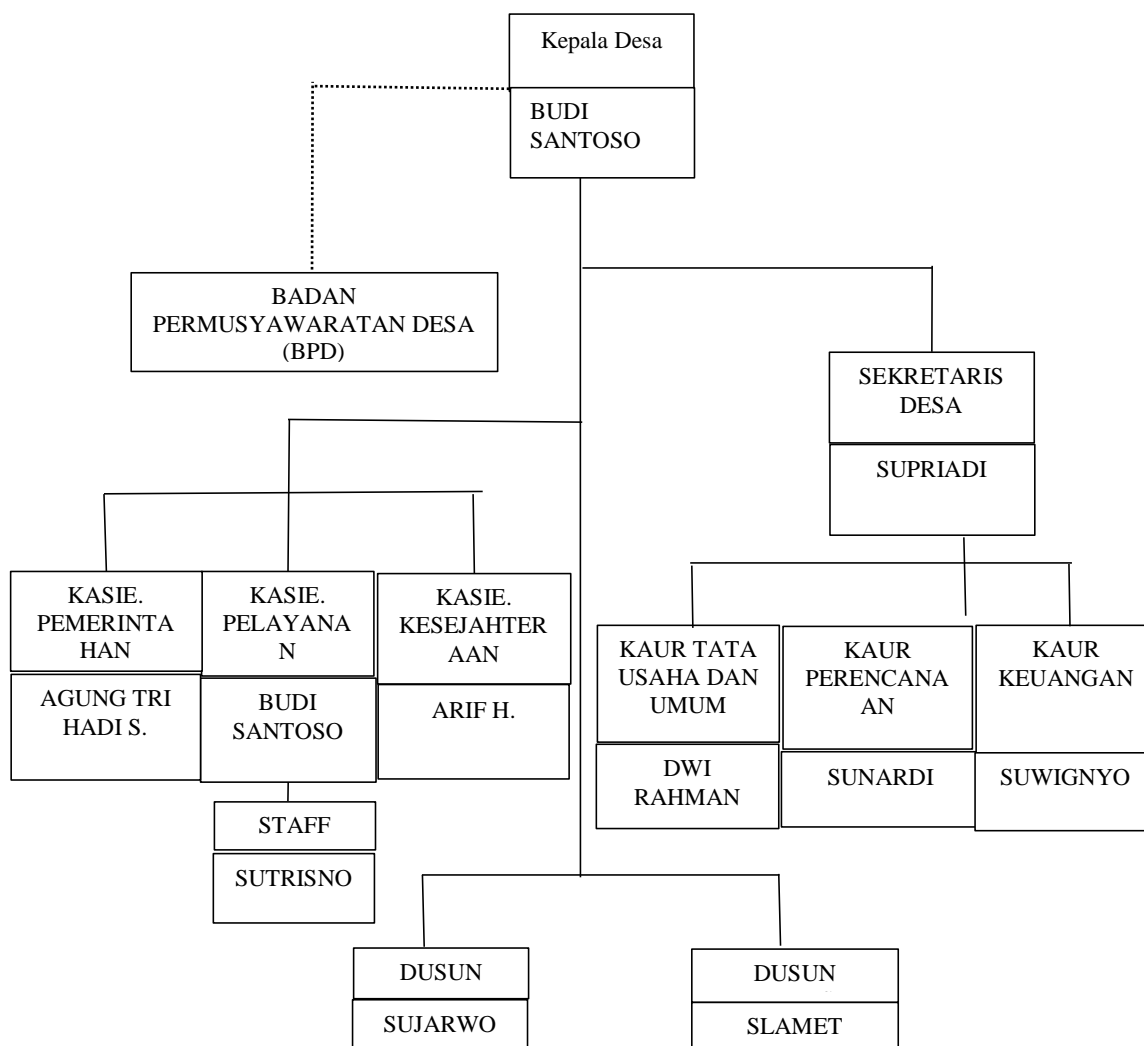 Kepala Desa
BUDI
SANTOSO
BADAN
PERMUSYAWARATAN DESA
(BPD)
SEKRETARIS
DESA
SUPRIADI
KASIE.
PEMERINTA
HAN
AGUNG TRI
HADI S.
KASIE.
PELAYANA
N
BUDI
SANTOSO
KASIE.
KESEJAHTER
AAN
ARIF H.
STAFF
SUTRISNO
KAUR TATA
USAHA DAN
UMUM
DWI
RAHMAN
KAUR
PERENCANA
AN
SUNARDI
KAUR
KEUANGAN
SUWIGNYO
DUSUN
SUJARWO
DUSUN
SLAMET